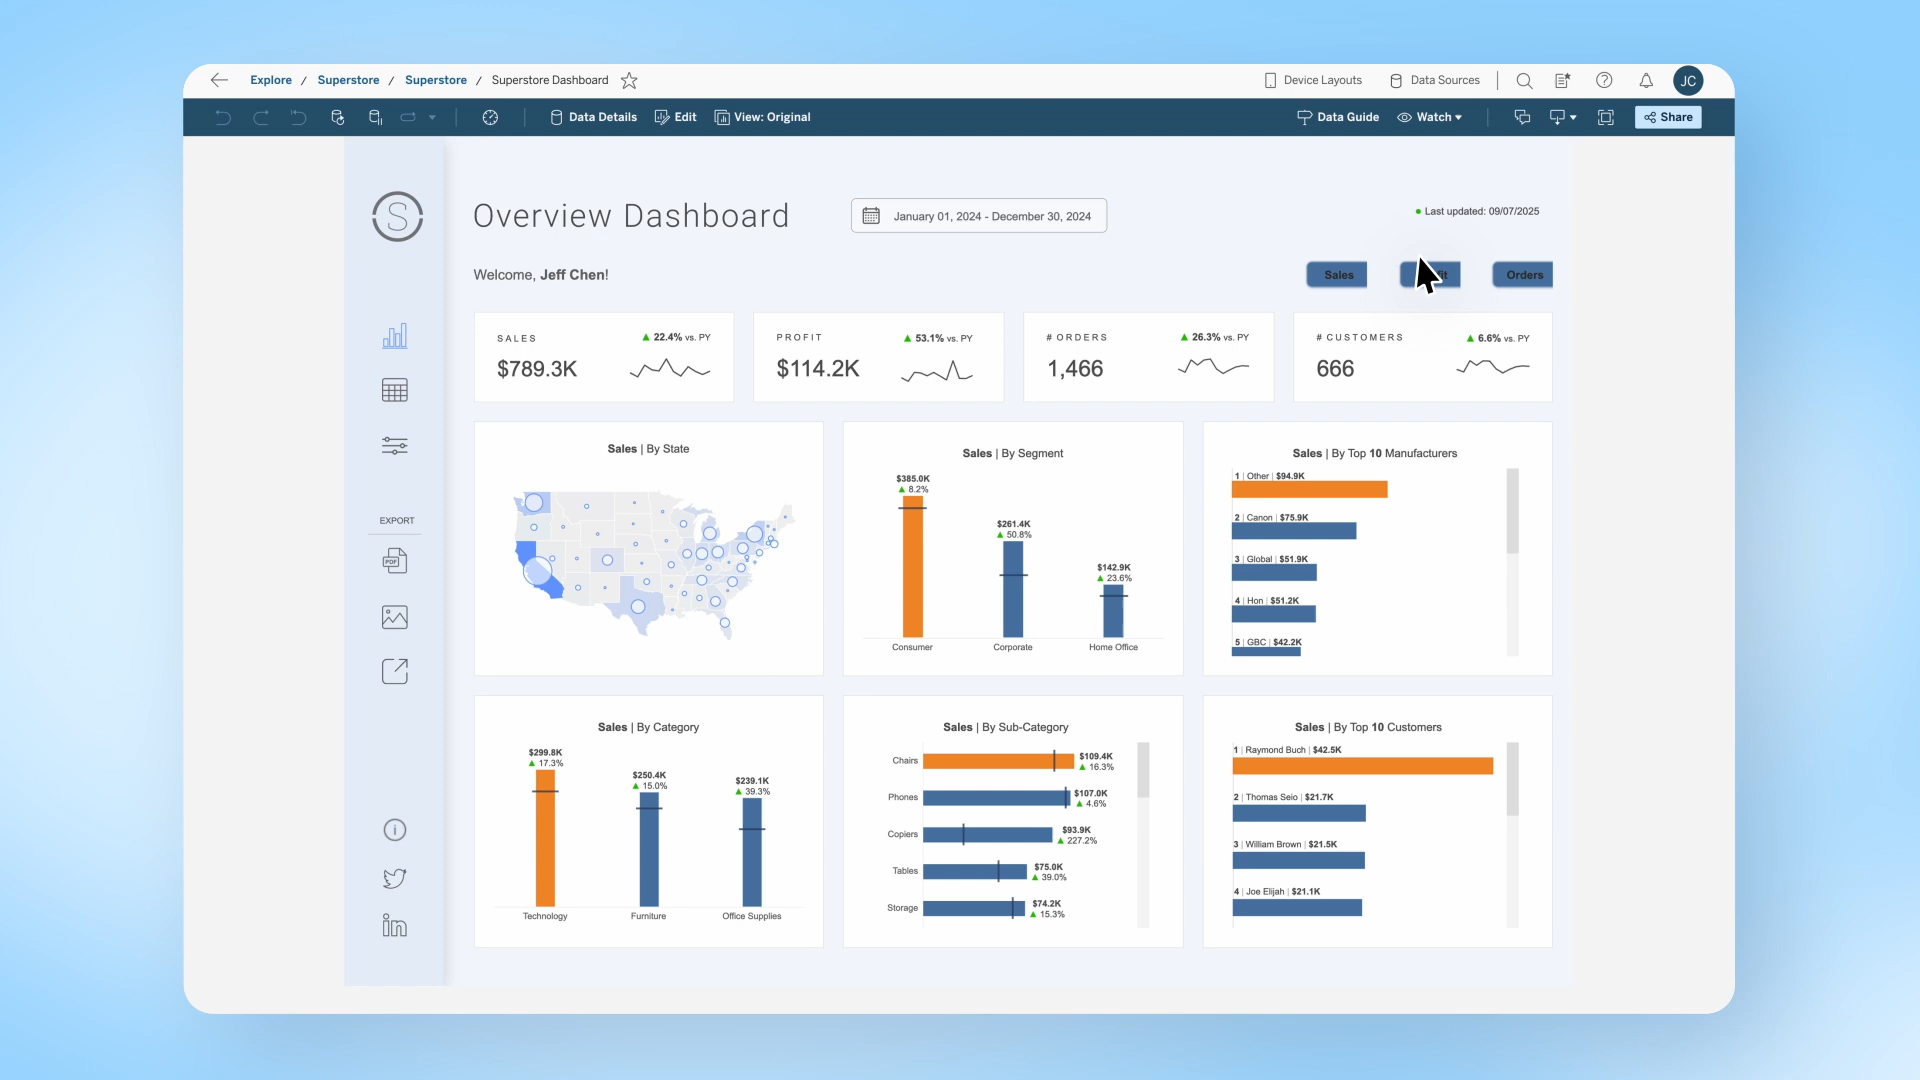 Explore / Superstore / Superstore / Superstore Dashboard
Device Layouts
Data Sources
JC
Data Details
Edit
View: Original
Data Guide
Watch
Share
S
Overview Dashboard
January 01, 2024 - December 30, 2024
Last updated: 09/07/2025
Welcome, Jeff Chen!
Sales
Orders
SALES
▲ 22.4% vs. PY
$789.3K
PROFIT
▲ 53.1% vs. PY
$114.2K
# ORDERS
▲ 26.3% vs. PY
1,466
# CUSTOMERS
▲ 6.6% vs. PY
666
EXPORT
PDF
Sales | By State
Sales | By Segment
$385.0K
▲ 8.2%
$261.4K
▲ 50.8%
$142.9K
▲ 23.6%
Consumer
Corporate
Home Office
Sales | By Top 10 Manufacturers
1 | Other | $94.9K
2 | Canon | $75.9K
3 | Global | $51.9K
4 | Hon | $51.2K
5 | GBC | $42.2K
Sales | By Category
$299.8K
▲ 17.3%
$250.4K
▲ 15.0%
$239.1K
▲ 39.3%
Technology
Furniture
Office Supplies
Sales | By Sub-Category
Chairs
$109.4K
▲ 16.3%
Phones
$107.0K
▲ 4.6%
Copiers
$93.9K
▲ 227.2%
Tables
$75.0K
▲ 39.0%
Storage
$74.2K
▲ 15.3%
Sales | By Top 10 Customers
1 | Raymond Buch | $42.5K
2 | Thomas Seio | $21.7K
3 | William Brown | $21.5K
4 | Joe Elijah | $21.1K
in